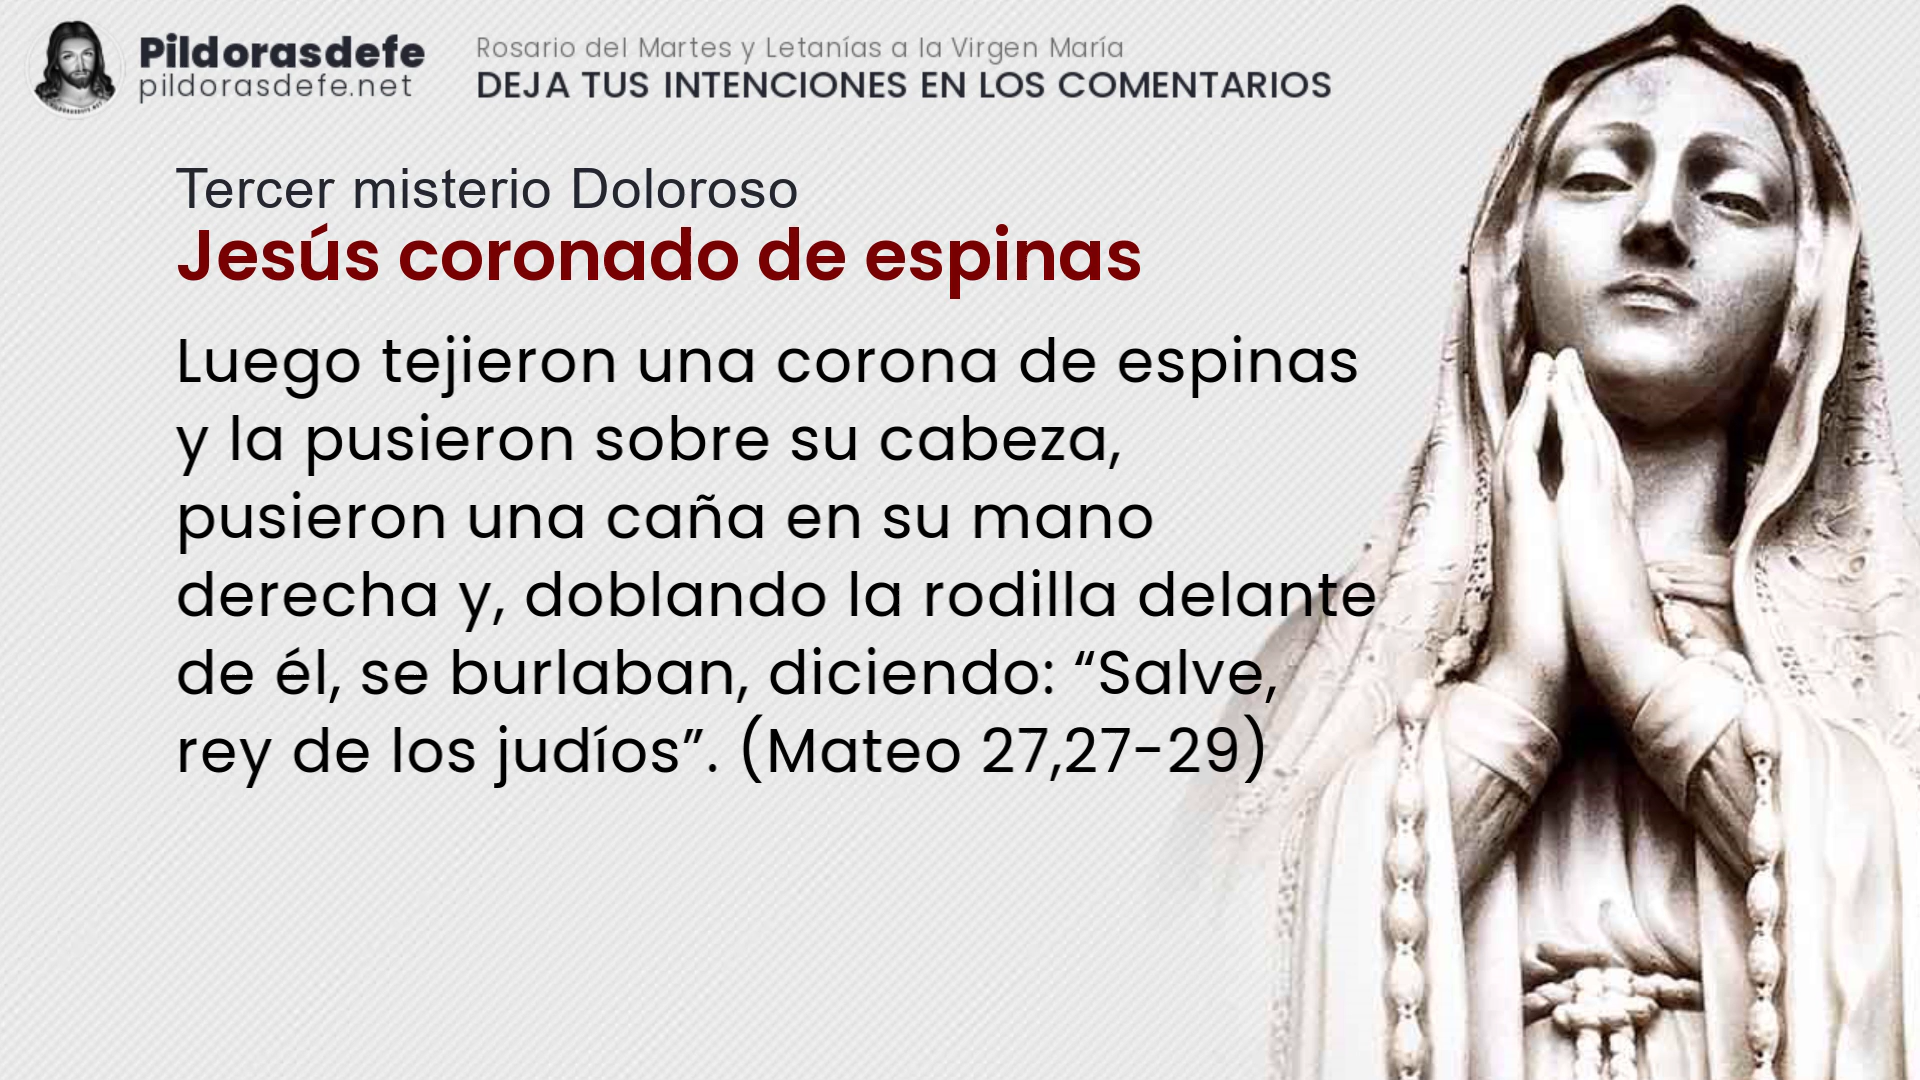 Pildorasdefe
pildorasdefe.net
Rosario del Martes y Letanías a la Virgen María
DEJA TUS INTENCIONES EN LOS COMENTARIOS
Tercer misterio Doloroso
Jesús coronado de espinas
Luego tejieron una corona de espinas
y la pusieron sobre su cabeza,
pusieron una caña en su mano
derecha y, doblando la rodilla delante
de él, se burlaban, diciendo: “Salve,
rey de los judíos”. (Mateo 27,27-29)